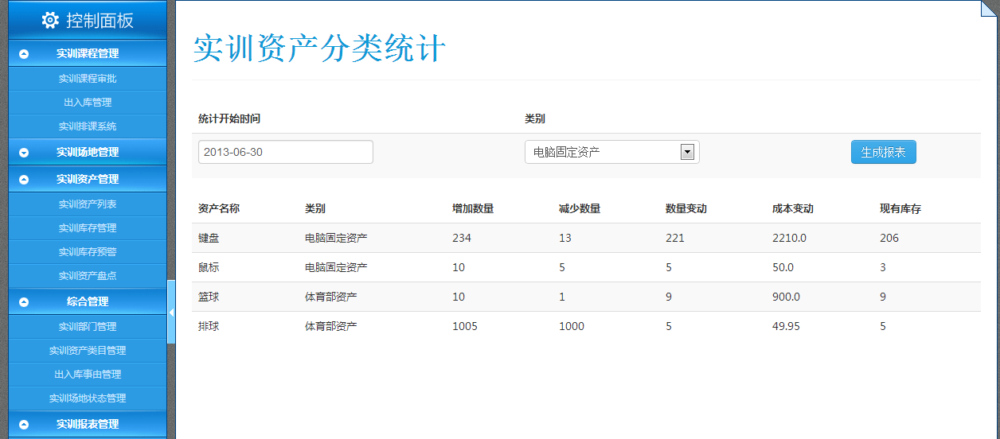 控制面板
实训课程管理
实训课程审批
出入库管理
实训排课系统
实训场地管理
实训资产管理
实训资产列表
实训库存管理
实训库存预警
实训资产盘点
综合管理
实训部门管理
实训资产类目管理
出入库事由管理
实训场地状态管理
实训报表管理
实训资产分类统计
统计开始时间 类别
2013-06-30 电脑固定资产 生成报表
资产名称 类别 增加数量 减少数量 数量变动 成本变动 现有库存
键盘 电脑固定资产 234 13 221 2210.0 206
鼠标 电脑固定资产 10 5 5 50.0 3
篮球 体育部资产 10 1 9 900.0 9
排球 体育部资产 1005 1000 5 49.95 5